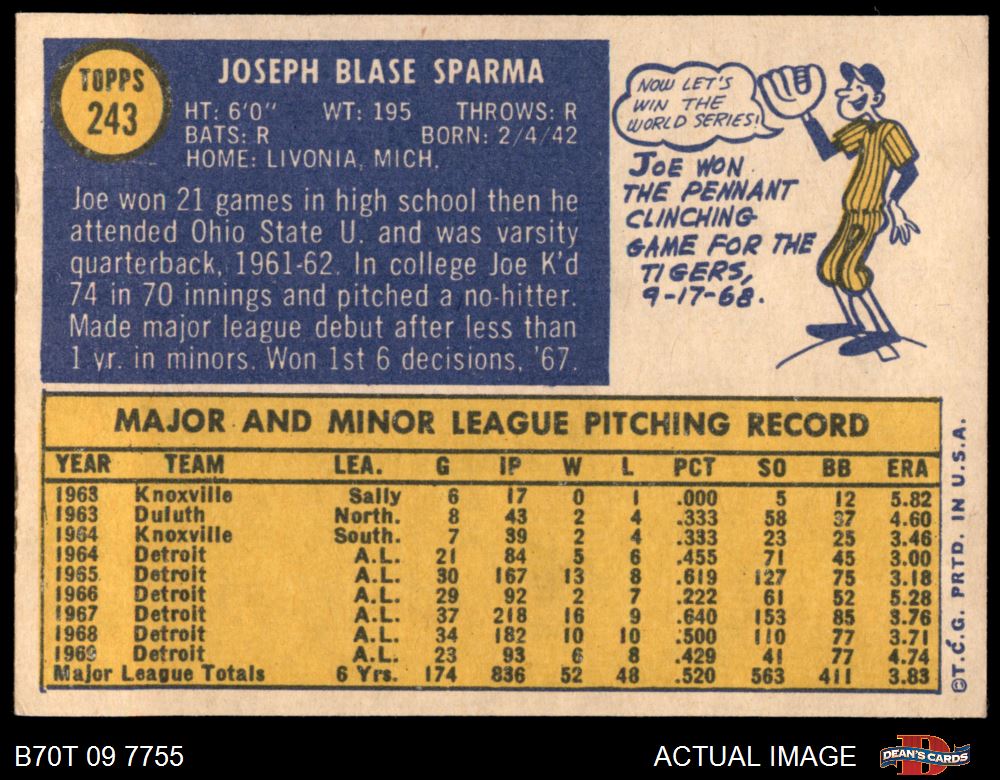 TOPPS
243
JOSEPH BLASE SPARMA
HT: 6'0" WT: 195 THROWS: R
BATS: R BORN: 2/4/42
HOME: LIVONIA, MICH.
Joe won 21 games in high school then he
attended Ohio State U. and was varsity
quarterback, 1961-62. In college Joe K'd
74 in 70 innings and pitched a no-hitter.
Made major league debut after less than
1 yr. in minors. Won 1st 6 decisions, '67.
NOW LET'S
WIN THE
WORLD SERIES!
JOE WON
THE PENNANT
CLINCHING
GAME FOR THE
TIGERS,
9-17-68.
MAJOR AND MINOR LEAGUE PITCHING RECORD
YEAR TEAM LEA. G IP W L PCT SO BB ERA
1963 Knoxville Sally 6 17 0 1 .000 5 12 5.82
1963 Duluth North. 8 43 2 4 .333 58 37 4.60
1964 Knoxville South. 7 39 2 4 .333 23 25 3.46
1964 Detroit A.L. 21 84 5 6 .455 71 45 3.00
1965 Detroit A.L. 30 167 13 8 .619 127 75 3.18
1966 Detroit A.L. 29 92 2 7 .222 61 52 5.28
1967 Detroit A.L. 37 218 16 9 .640 153 85 3.76
1968 Detroit A.L. 34 182 10 10 .500 110 77 3.71
1969 Detroit A.L. 23 93 6 8 .429 41 77 4.74
Major League Totals 6 Yrs. 174 836 52 48 .520 563 411 3.83
©T.C.G. PRTD. IN U.S.A.
B70T 09 7755
ACTUAL IMAGE
D
DEAN'S CARDS